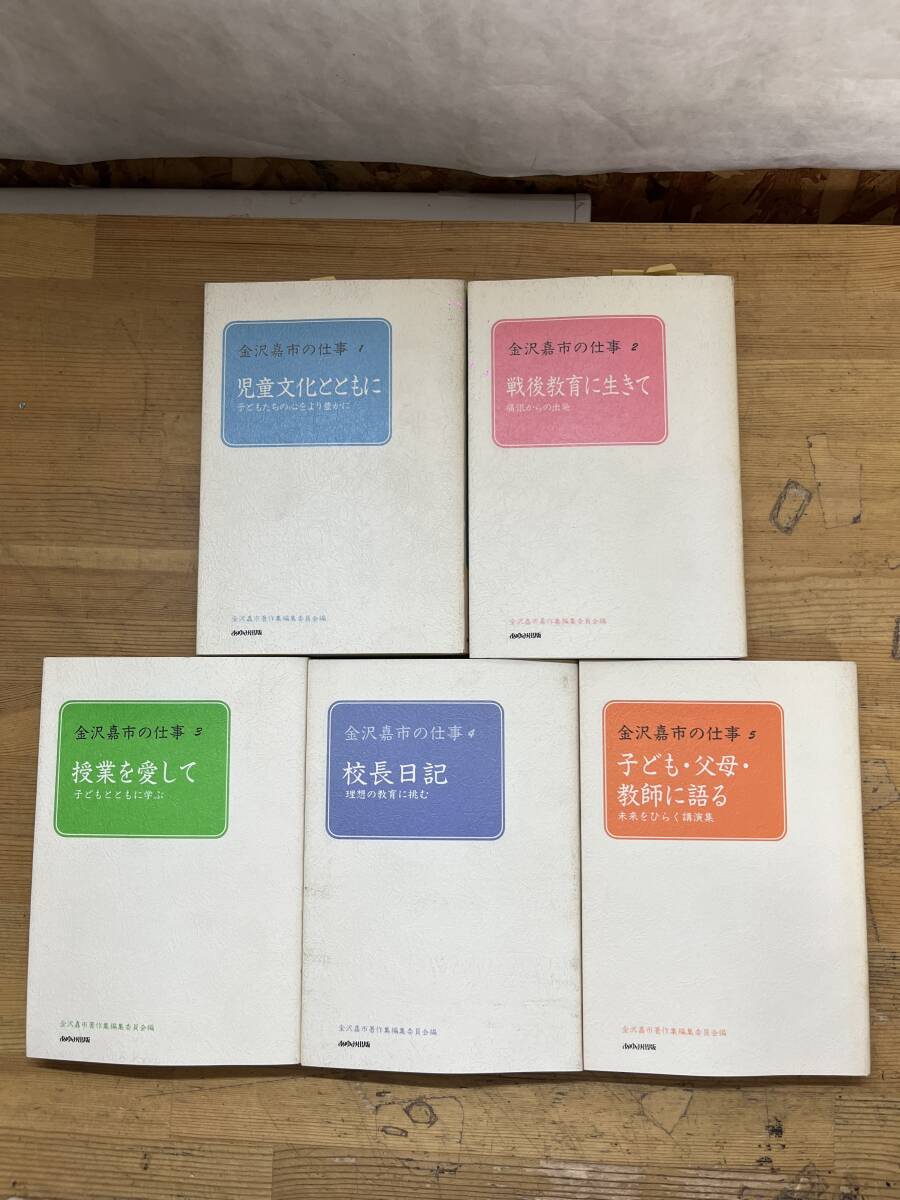 金沢嘉市の仕事 1
児童文化とともに
子どもたちの心をより豊かに
金沢嘉市著作集編集委員会編
あゆみ出版
金沢嘉市の仕事 2
戦後教育に生きて
痛恨からの出発
金沢嘉市著作集編集委員会編
あゆみ出版
金沢嘉市の仕事 3
授業を愛して
子どもとともに学ぶ
金沢嘉市著作集編集委員会編
あゆみ出版
金沢嘉市の仕事 4
校長日記
理想の教育に挑む
金沢嘉市著作集編集委員会編
あゆみ出版
金沢嘉市の仕事 5
子ども・父母・
教師に語る
未来をひらく講演集
金沢嘉市著作集編集委員会編
あゆみ出版